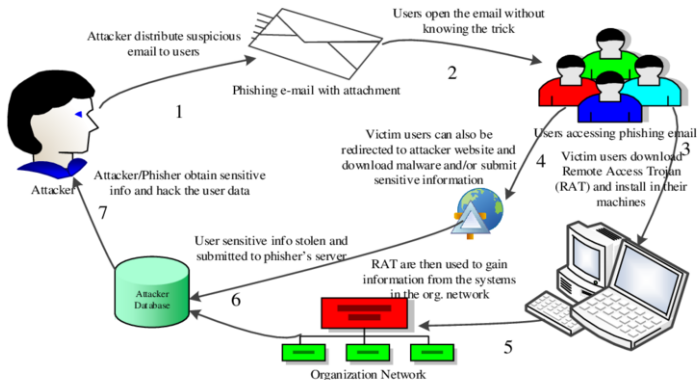 Attacker distribute suspicious
email to users
1
Phishing e-mail with attachment
Users open the email without
knowing the trick
2
Users accessing phishing email
3
Victim users download
Remote Access Trojan
(RAT) and install in their
machines
4
Victim users can also be
redirected to attacker website and
download malware and/or submit
sensitive information
Attacker
Attacker/Phisher obtain sensitive
info and hack the user data
7
User sensitive info stolen and
submitted to phisher's server
6
Attacker
Database
RAT are then used to gain
information from the systems
in the org. network
5
Organization Network